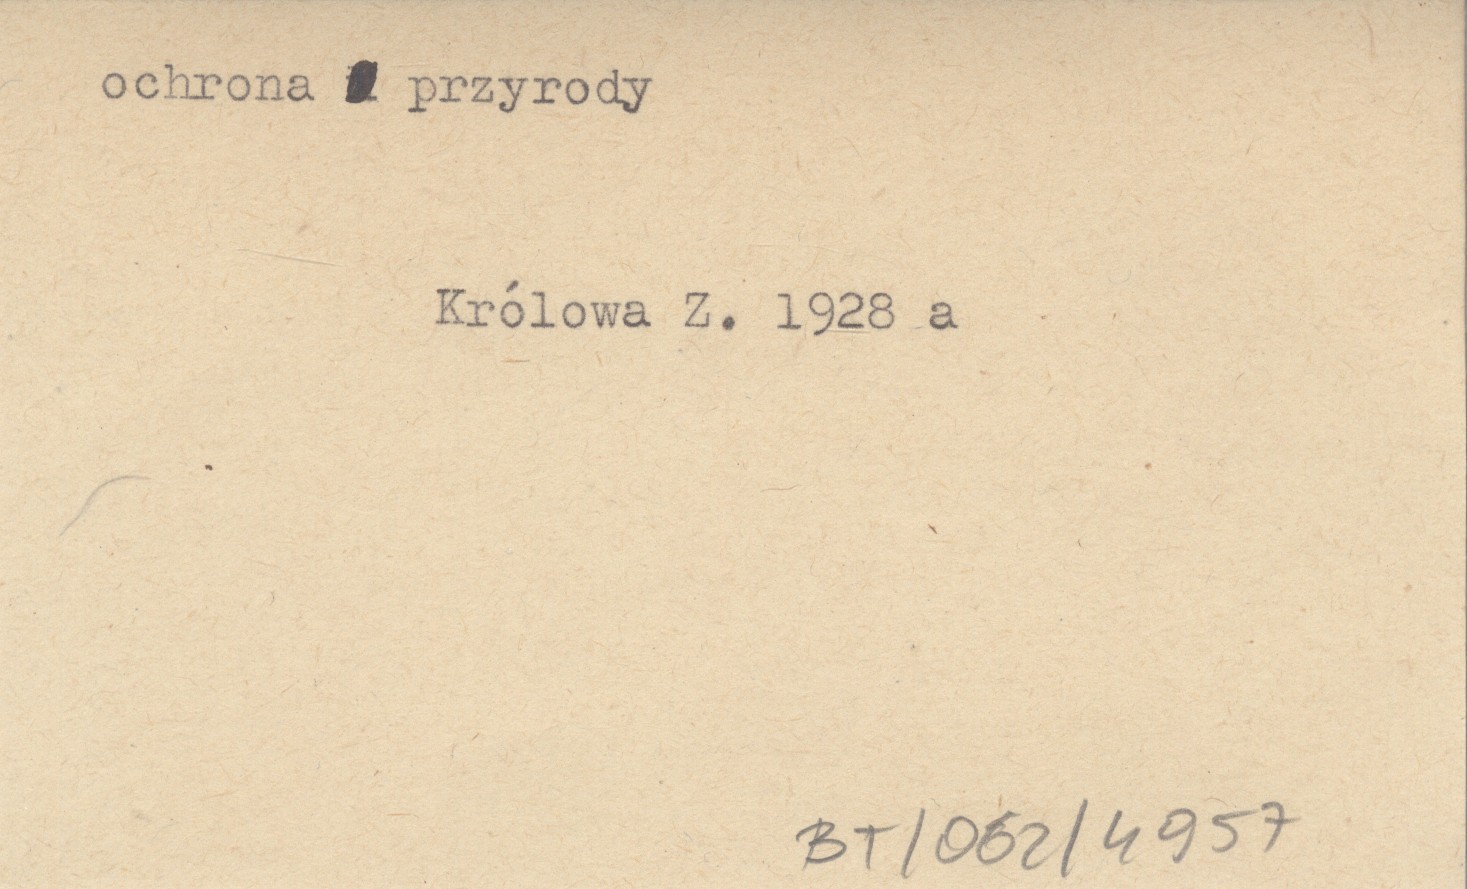 ochrona przyrody
Królowa Z. 1928 a
BT/062/4957